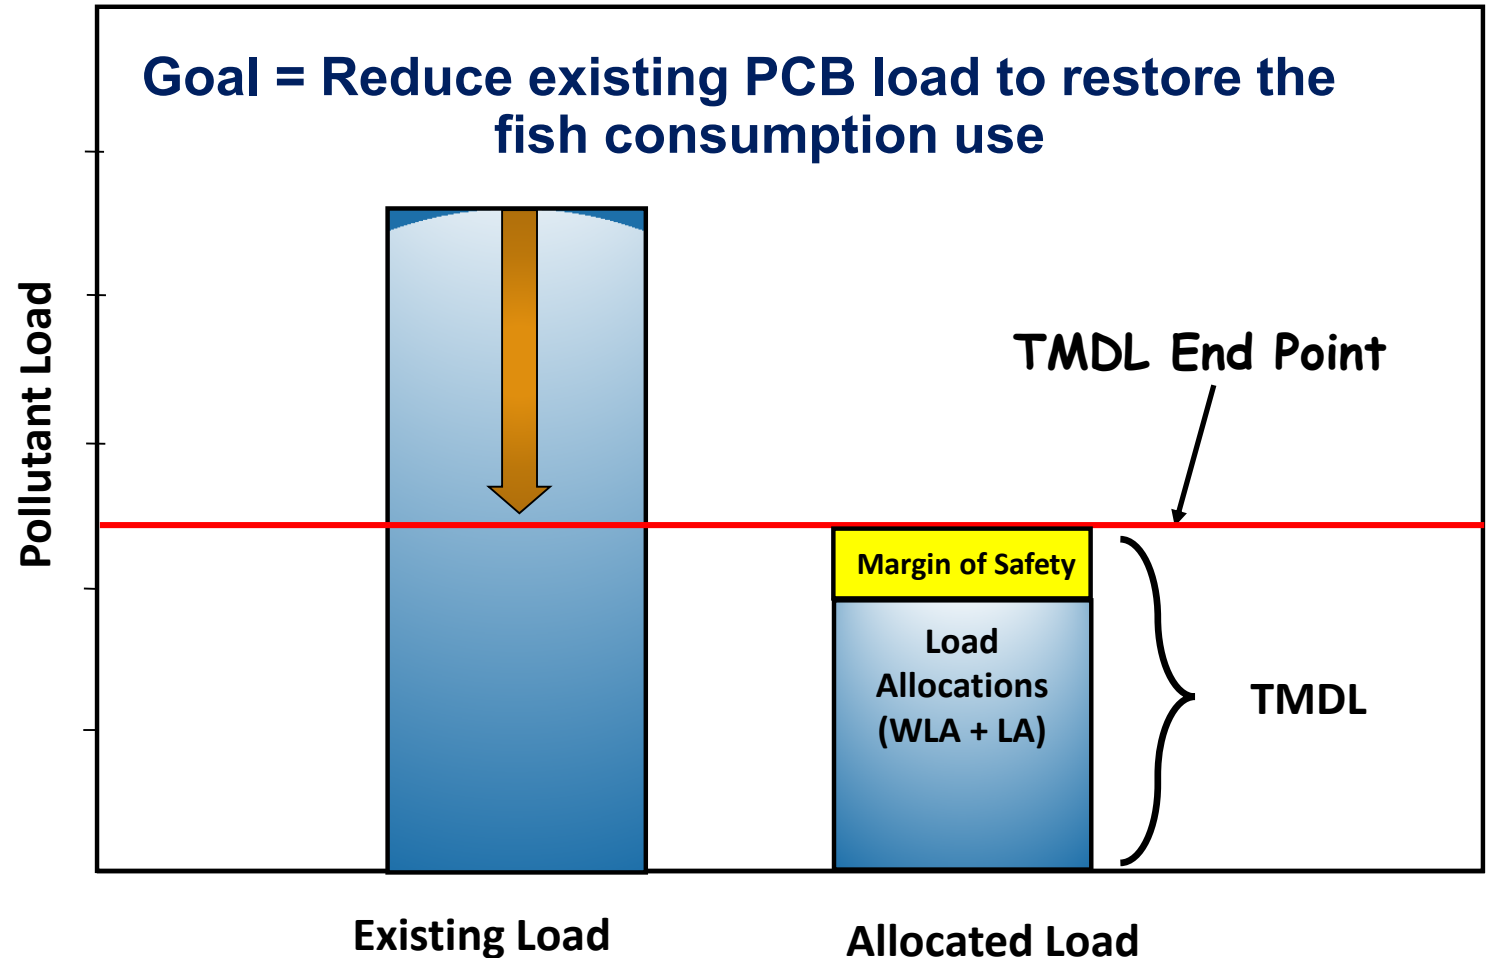 Goal = Reduce existing PCB load to restore the
fish consumption use
Pollutant Load
TMDL End Point
Margin of Safety
Load
Allocations
(WLA + LA)
TMDL
Existing Load
Allocated Load